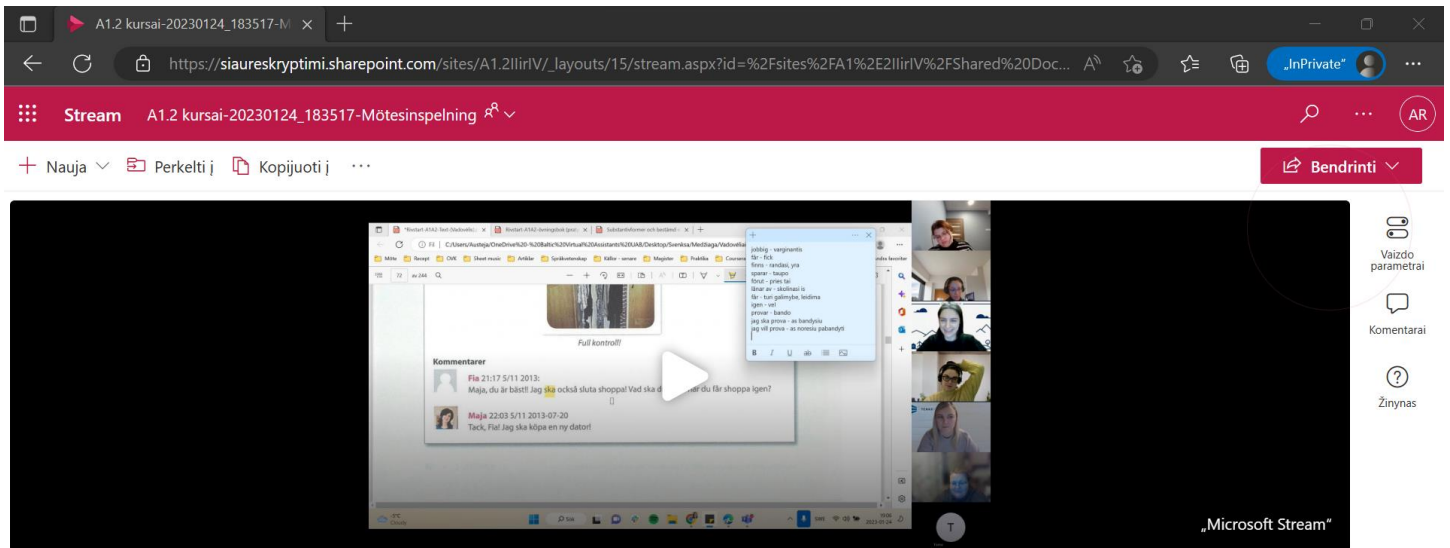 A1.2 kursai-20230124_183517-M
https://siaureskryptimi.sharepoint.com/sites/A1.2IIirIV/_layouts/15/stream.aspx?id=%2Fsites%2FA1%2E2IIirIV%2FShared%20Doc...
„InPrivate"
Stream A1.2 kursai-20230124_183517-Mötesinspelning
AR
Nauja Perkelti į Kopijuoti į ...
Bendrinti
Vaizdo
parametrai
Komentarai
Žinynas
jobbig - varginantis
får - fick
finns - randasi, yra
sparar - taupo
förut - pries tai
lånar av - skolinasi is
får - turi galimybe, leidima
igen - vel
provar - bando
jag ska prova - as bandysiu
jag vill prova - as noresiu pabandyti
B I U ab
Full kontroll!
Kommentarer
Fia 21:17 5/11 2013:
Maja, du är bäst!! Jag ska också sluta shoppa! Vad ska du får shoppa igen?
Maja 22:03 5/11 2013-07-20
Tack, Fia! Jag ska köpa en ny dator!
T
„Microsoft Stream"